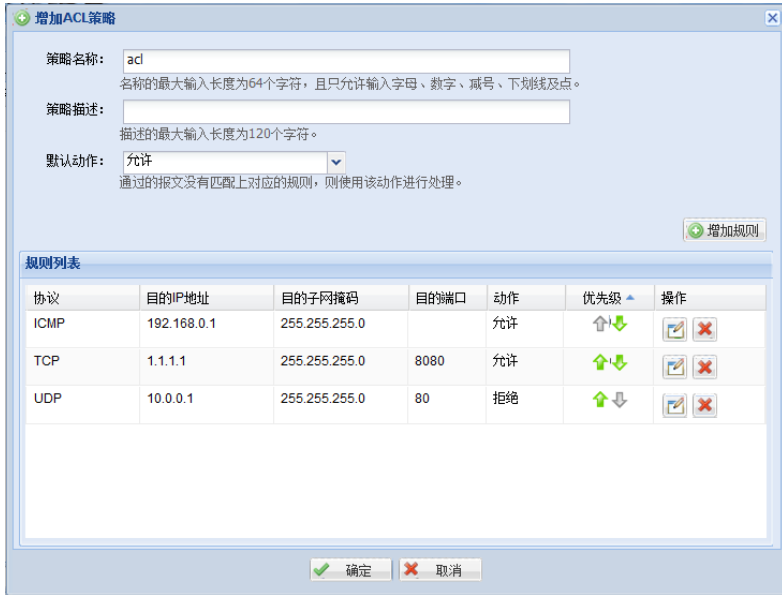 增加ACL策略
策略名称： acl
名称的最大输入长度为64个字符，且只允许输入字母、数字、减号、下划线及点。
策略描述：
描述的最大输入长度为120个字符。
默认动作： 允许
通过的报文没有匹配上对应的规则，则使用该动作进行处理。
增加规则
规则列表
协议 目的IP地址 目的子网掩码 目的端口 动作 优先级 操作
ICMP 192.168.0.1 255.255.255.0 允许
TCP 1.1.1.1 255.255.255.0 8080 允许
UDP 10.0.0.1 255.255.255.0 80 拒绝
确定 取消